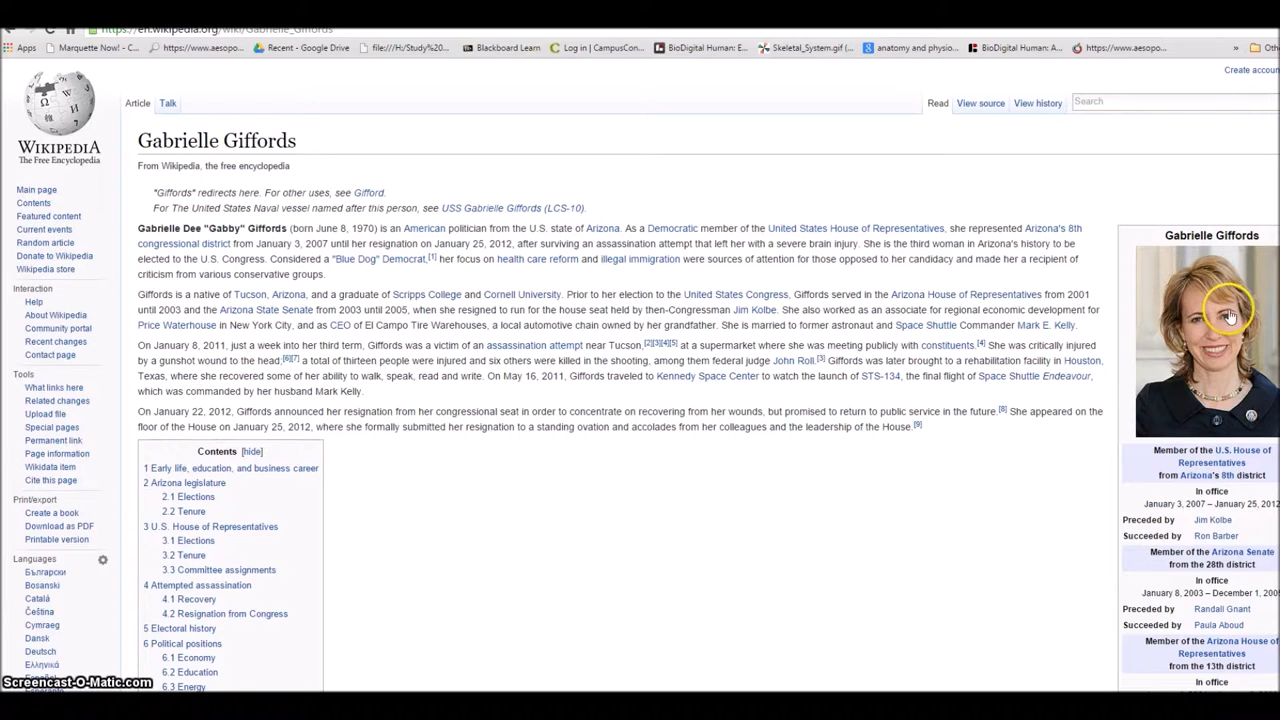 https://en.wikipedia.org/wiki/Gabrielle_Giffords
Apps Marquette Now! - C... https://www.aesop... Recent - Google Drive file:///H:/Study%20... Blackboard Learn Log in | CampusCon... BioDigital Human: E... Skeletal_System.gif (... anatomy and physio... BioDigital Human: A... https://www.aesopo... » Oth
Create accoun
Article Talk Read View source View history Search
WIKIPEDIA
The Free Encyclopedia
Gabrielle Giffords
From Wikipedia, the free encyclopedia
"Giffords" redirects here. For other uses, see Gifford.
For The United States Naval vessel named after this person, see USS Gabrielle Giffords (LCS-10).
Gabrielle Dee "Gabby" Giffords (born June 8, 1970) is an American politician from the U.S. state of Arizona. As a Democratic member of the United States House of Representatives, she represented Arizona's 8th
congressional district from January 3, 2007 until her resignation on January 25, 2012, after surviving an assassination attempt that left her with a severe brain injury. She is the third woman in Arizona's history to be
elected to the U.S. Congress. Considered a "Blue Dog" Democrat,[1] her focus on health care reform and illegal immigration were sources of attention for those opposed to her candidacy and made her a recipient of
criticism from various conservative groups.
Giffords is a native of Tucson, Arizona, and a graduate of Scripps College and Cornell University. Prior to her election to the United States Congress, Giffords served in the Arizona House of Representatives from 2001
until 2003 and the Arizona State Senate from 2003 until 2005, when she resigned to run for the house seat held by then-Congressman Jim Kolbe. She also worked as an associate for regional economic development for
Price Waterhouse in New York City, and as CEO of El Campo Tire Warehouses, a local automotive chain owned by her grandfather. She is married to former astronaut and Space Shuttle Commander Mark E. Kelly.
On January 8, 2011, just a week into her third term, Giffords was a victim of an assassination attempt near Tucson,[2][3][4][5] at a supermarket where she was meeting publicly with constituents.[4] She was critically injured
by a gunshot wound to the head;[6][7] a total of thirteen people were injured and six others were killed in the shooting, among them federal judge John Roll.[3] Giffords was later brought to a rehabilitation facility in Houston,
Texas, where she recovered some of her ability to walk, speak, read and write. On May 16, 2011, Giffords traveled to Kennedy Space Center to watch the launch of STS-134, the final flight of Space Shuttle Endeavour,
which was commanded by her husband Mark Kelly.
On January 22, 2012, Giffords announced her resignation from her congressional seat in order to concentrate on recovering from her wounds, but promised to return to public service in the future.[8] She appeared on the
floor of the House on January 25, 2012, where she formally submitted her resignation to a standing ovation and accolades from her colleagues and the leadership of the House.[9]
Contents [hide]
1 Early life, education, and business career
2 Arizona legislature
2.1 Elections
2.2 Tenure
3 U.S. House of Representatives
3.1 Elections
3.2 Tenure
3.3 Committee assignments
4 Attempted assassination
4.1 Recovery
4.2 Resignation from Congress
5 Electoral history
6 Political positions
6.1 Economy
6.2 Education
6.3 Energy
Gabrielle Giffords
Member of the U.S. House of
Representatives
from Arizona's 8th district
In office
January 3, 2007 – January 25, 2012
Preceded by Jim Kolbe
Succeeded by Ron Barber
Member of the Arizona Senate
from the 28th district
In office
January 8, 2003 – December 1, 2005
Preceded by Randall Gnant
Succeeded by Paula Aboud
Member of the Arizona House of
Representatives
from the 13th district
In office
Main page
Contents
Featured content
Current events
Random article
Donate to Wikipedia
Wikipedia store
Interaction
Help
About Wikipedia
Community portal
Recent changes
Contact page
Tools
What links here
Related changes
Upload file
Special pages
Permanent link
Page information
Wikidata item
Cite this page
Print/export
Create a book
Download as PDF
Printable version
Languages
Български
Bosanski
Català
Čeština
Cymraeg
Dansk
Deutsch
Ελληνικά
Screencast-O-Matic.com